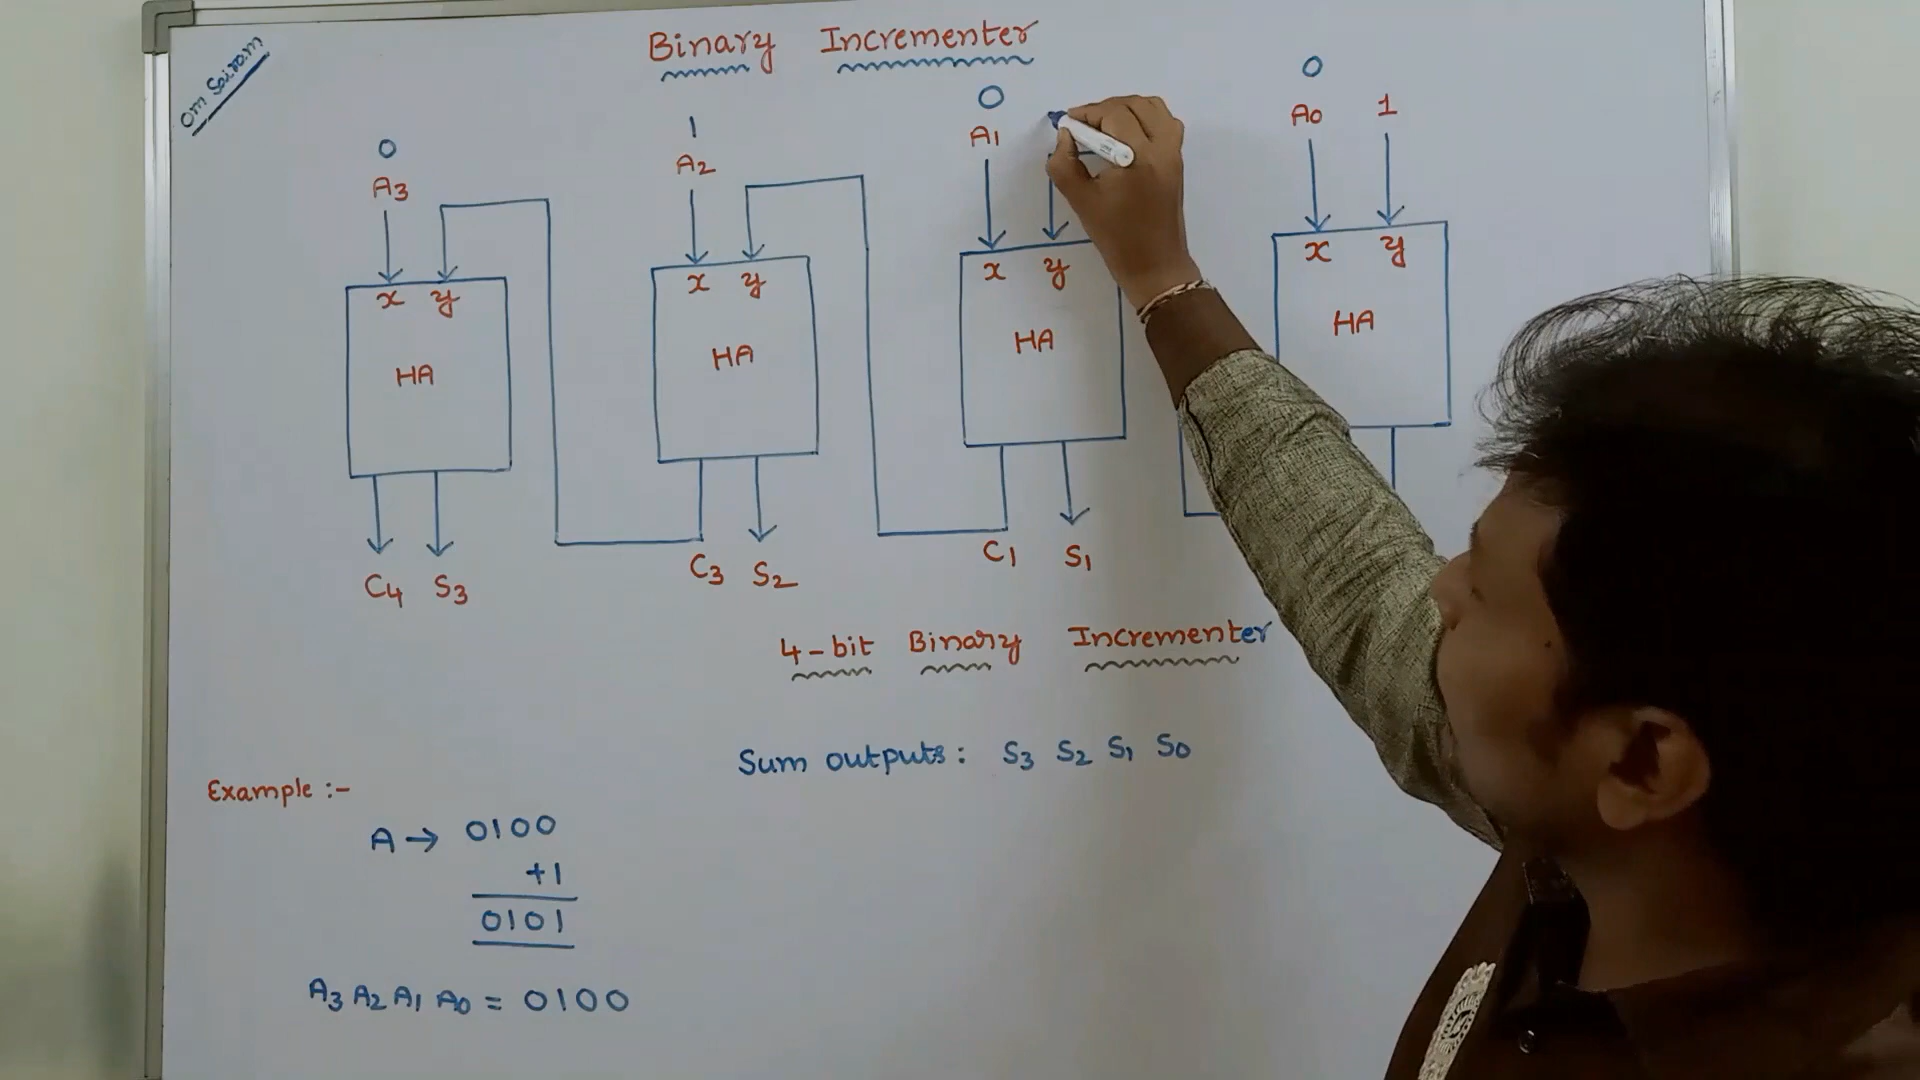 Om Sairam
Binary Incrementer
0 1 0 0
A3 A2 A1 A0 1
x y x y x y x y
HA HA HA HA
C4 S3 C3 S2 C1 S1
4-bit Binary Incrementer
Sum outputs: S3 S2 S1 S0
Example :-
A → 0100
+1
0101
A3 A2 A1 A0 = 0100